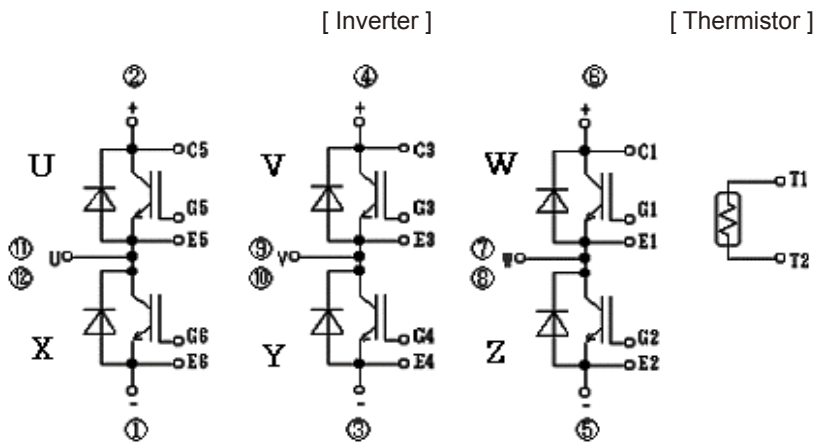 [ Inverter ] [ Thermistor ]
② ④ ⑥
+ + +
C5 C3 C1
U V W
T1
G5 G3 G1
E5 E3 E1
⑪ U ⑨ V ⑦ W
⑫ ⑩ ⑧
T2
G6 G4 G2
X Y Z
E6 E4 E2
- - -
① ③ ⑤